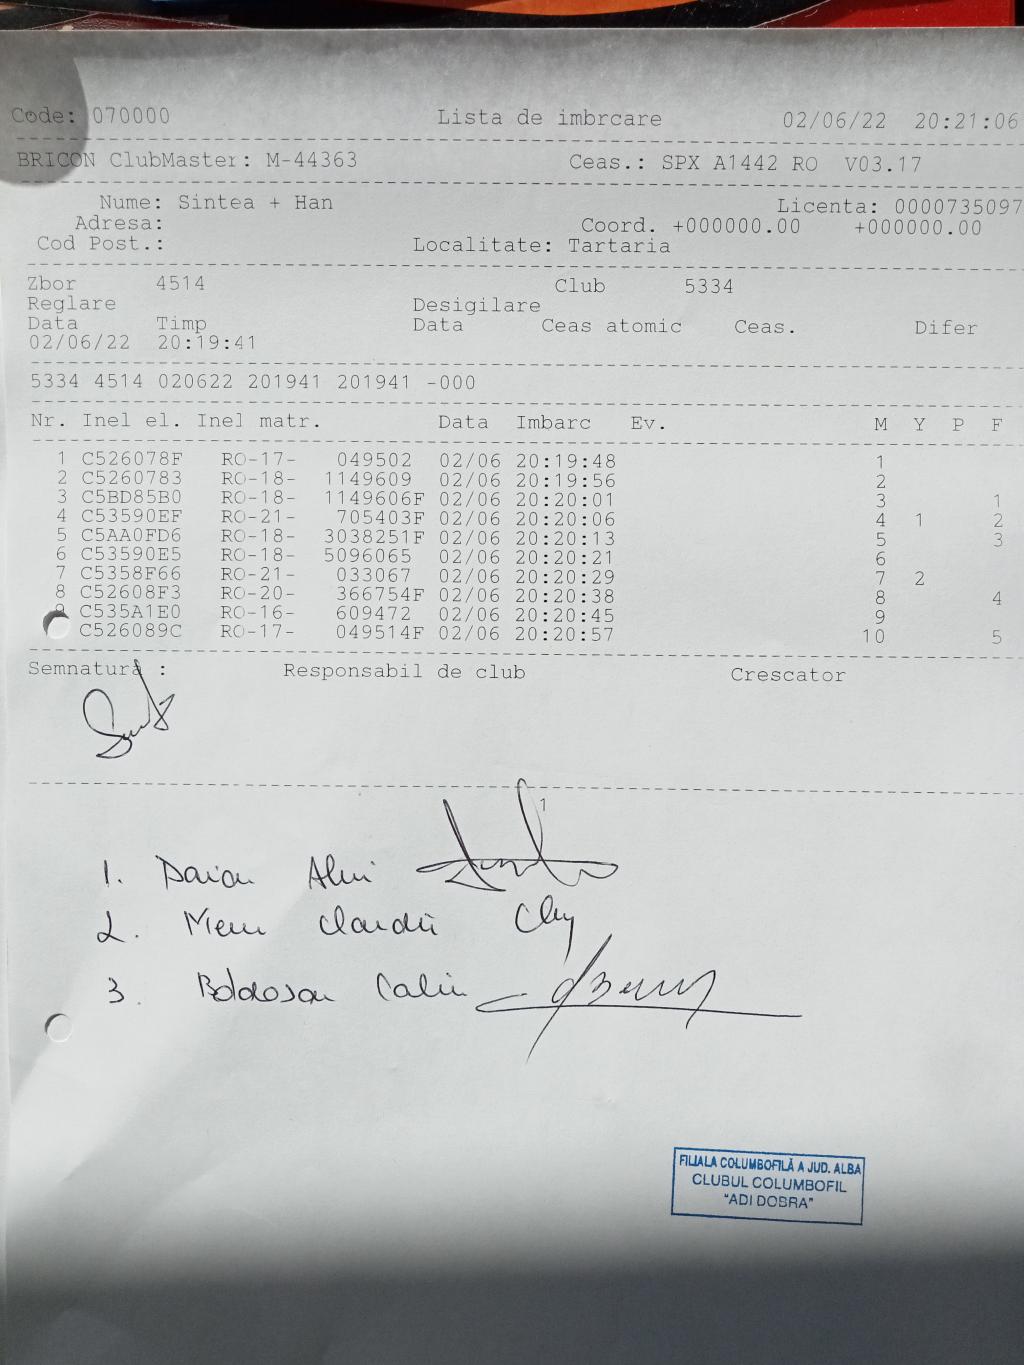 Code: 070000 Lista de imbrcare 02/06/22 20:21:06
BRICON ClubMaster: M-44363 Ceas.: SPX A1442 RO V03.17
Nume: Sintea + Han Licenta: 0000735097
Adresa: Coord. +000000.00 +000000.00
Cod Post.: Localitate: Tartaria
Zbor 4514 Club 5334
Reglare Desigilare
Data Timp Data Ceas atomic Ceas. Difer
02/06/22 20:19:41
5334 4514 020622 201941 201941 -000
Nr. Inel el. Inel matr. Data Imbarc Ev. M Y P F
1 C526078F RO-17- 049502 02/06 20:19:48 1
2 C5260783 RO-18- 1149609 02/06 20:19:56 2
3 C5BD85B0 RO-18- 1149606F 02/06 20:20:01 3 1
4 C53590EF RO-21- 705403F 02/06 20:20:06 4 1 2
5 C5AA0FD6 RO-18- 3038251F 02/06 20:20:13 5 3
6 C53590E5 RO-18- 5096065 02/06 20:20:21 6
7 C5358F66 RO-21- 033067 02/06 20:20:29 7 2
8 C52608F3 RO-20- 366754F 02/06 20:20:38 8 4
9 C535A1E0 RO-16- 609472 02/06 20:20:45 9
C526089C RO-17- 049514F 02/06 20:20:57 10 5
Semnatura : Responsabil de club Crescator
1
1. Daian
2. Claudiu
3. Calin
FILIALA COLUMBOFILĂ A JUD. ALBA
CLUBUL COLUMBOFIL
"ADI DOBRA"